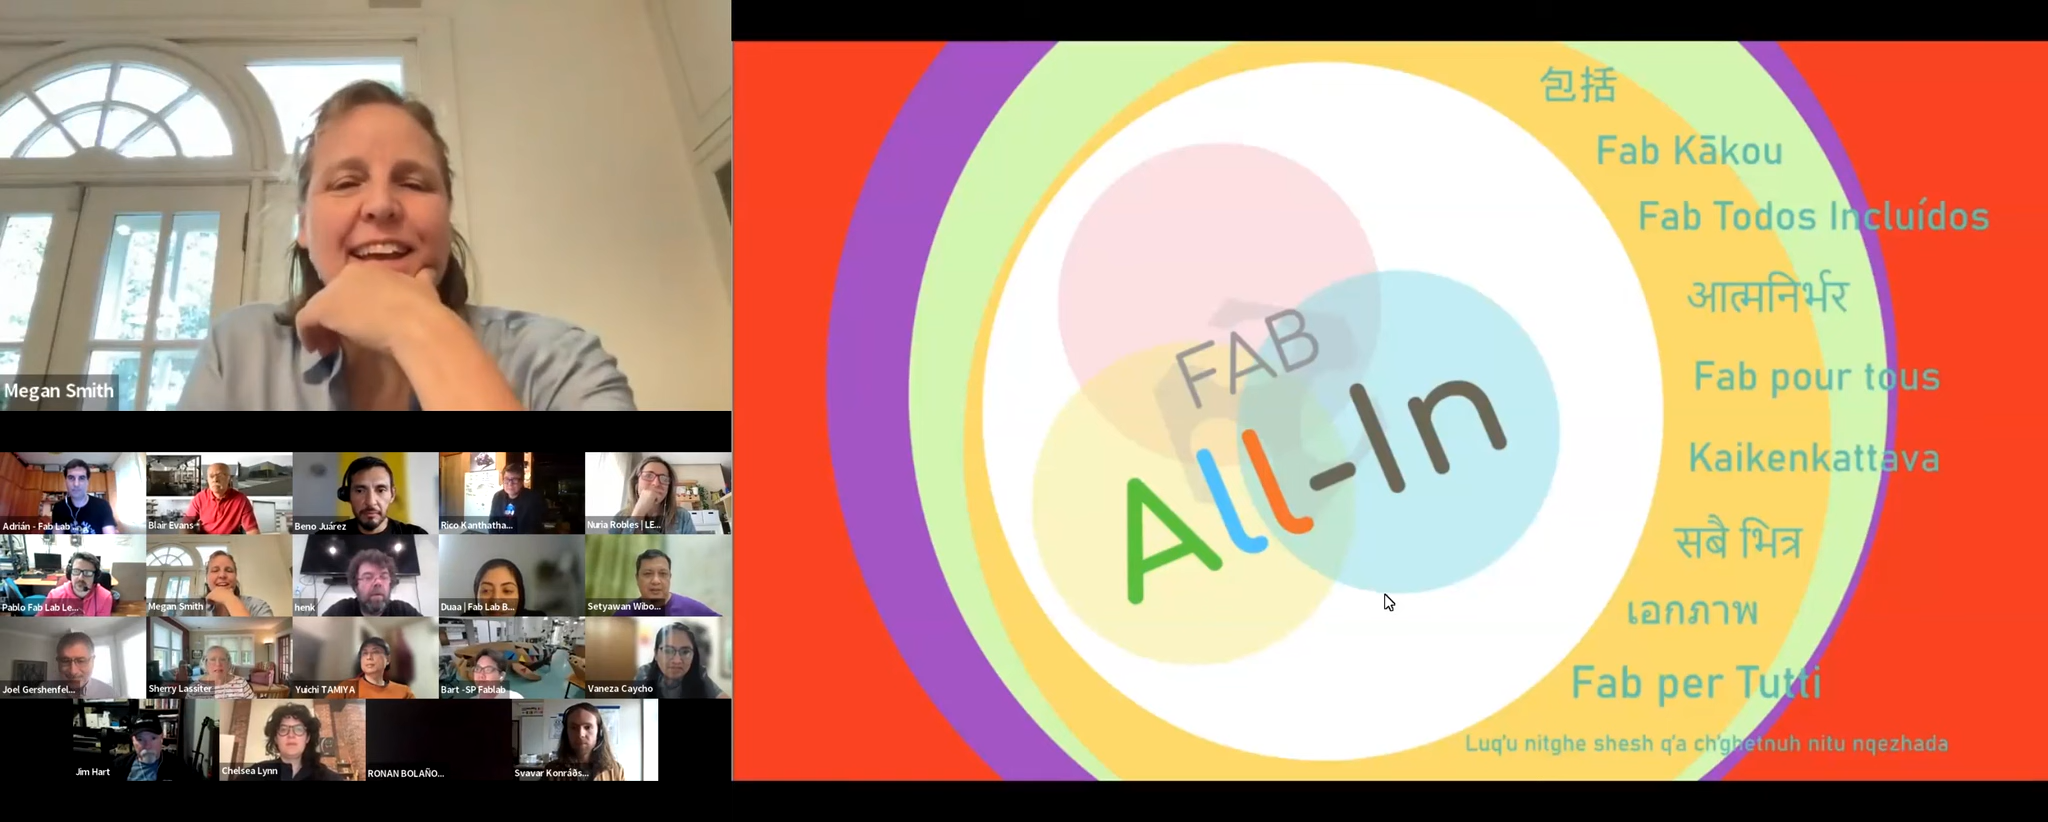 Megan Smith
Adrián - Fab Lab
Blair Evans
Beno Juárez
Rico Kanthatha...
Nuria Robles | LE...
Pablo Fab Lab Le...
Megan Smith
henk
Duaa | Fab Lab B...
Setyawan Wibo...
Joel Gershenfel...
Sherry Lassiter
Yuichi TAMIYA
Bart -SP Fablab
Vaneza Caycho
Jim Hart
Chelsea Lynn
RONAN BOLAÑO...
Svavar Konráðs...
FAB
All-In
包括
Fab Kākou
Fab Todos Incluídos
आत्मनिर्भर
Fab pour tous
Kaikenkattava
सबै भित्र
เอกภาพ
Fab per Tutti
Luq'u nitghe shesh q'a ch'ghetnuh nitu nqezhada